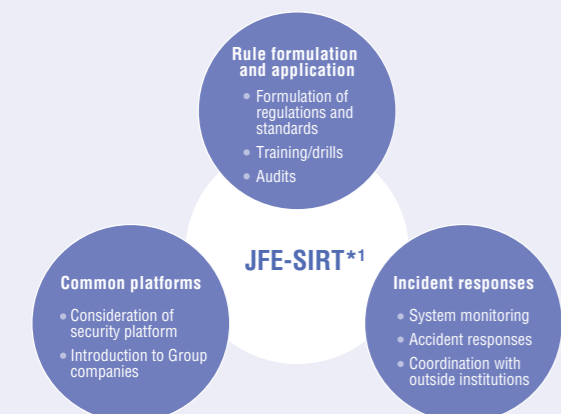 Rule formulation
and application
• Formulation of
regulations and
standards
• Training/drills
• Audits
JFE-SIRT*1
Common platforms
• Consideration of
security platform
• Introduction to Group
companies
Incident responses
• System monitoring
• Accident responses
• Coordination with
outside institutions